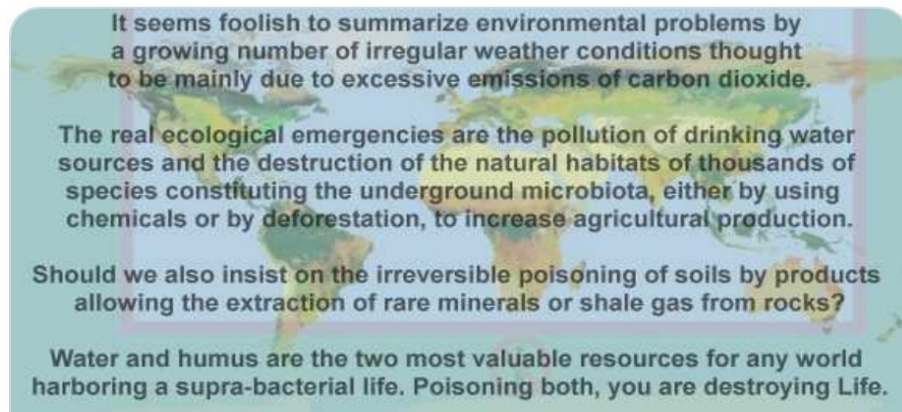 It seems foolish to summarize environmental problems by
a growing number of irregular weather conditions thought
to be mainly due to excessive emissions of carbon dioxide.
The real ecological emergencies are the pollution of drinking water
sources and the destruction of the natural habitats of thousands of
species constituting the underground microbiota, either by using
chemicals or by deforestation, to increase agricultural production.
Should we also insist on the irreversible poisoning of soils by products
allowing the extraction of rare minerals or shale gas from rocks?
Water and humus are the two most valuable resources for any world
harboring a supra-bacterial life. Poisoning both, you are destroying Life.